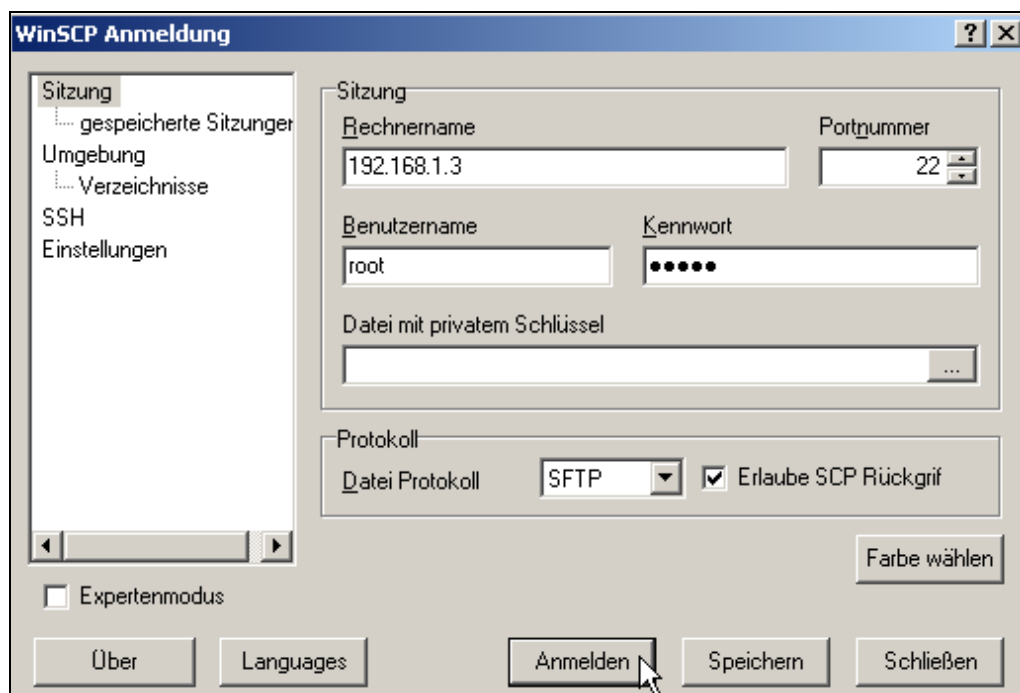 WinSCP Anmeldung
Sitzung
gespeicherte Sitzunger
Umgebung
Verzeichnisse
SSH
Einstellungen
Sitzung
Rechnername Portnummer
192.168.1.3 22
Benutzername Kennwort
root •••••
Datei mit privatem Schlüssel
...
Protokoll
Datei Protokoll SFTP Erlaube SCP Rückgrif
Farbe wählen
Expertenmodus
Über Languages Anmelden Speichern Schließen